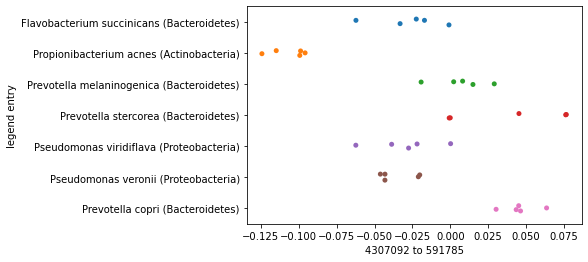 legend entry
Flavobacterium succinicans (Bacteroidetes)
Propionibacterium acnes (Actinobacteria)
Prevotella melaninogenica (Bacteroidetes)
Prevotella stercorea (Bacteroidetes)
Pseudomonas viridiflava (Proteobacteria)
Pseudomonas veronii (Proteobacteria)
Prevotella copri (Bacteroidetes)
−0.125 −0.100 −0.075 −0.050 −0.025 0.000 0.025 0.050 0.075
4307092 to 591785